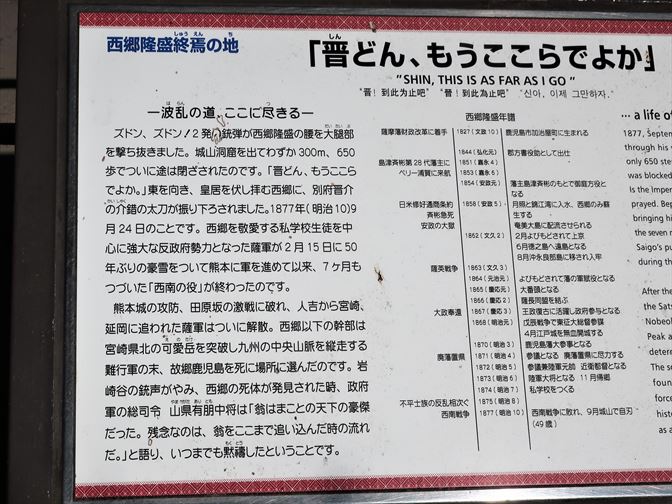 西郷隆盛終焉の地
しゅう えん ち
「晋どん、もうここらでよか」
しん
"SHIN, THIS IS AS FAR AS I GO"
"晋！到此为止吧" "晉！到此為止吧" "신아, 이제 그만하자."
―波乱の道、ここに尽きる―
ズドン、ズドン！2発の銃弾が西郷隆盛の腰を大腿部
を撃ち抜きました。城山洞窟を出てわずか300m、650
歩でついに途は閉ざされたのです。「晋どん、もうここら
でよか。」東を向き、皇居を伏し拝む西郷に、別府晋介
の介錯の太刀が振り下ろされました。1877年(明治10)9
月24日のことです。西郷を敬愛する私学校生徒を中
心に強大な反政府勢力となった薩軍が2月15日に50
年ぶりの豪雪をついて熊本に軍を進めて以来、7ヶ月も
つづいた「西南の役」が終わったのです。
熊本城の攻防、田原坂の激戦に破れ、人吉から宮崎、
延岡に追われた薩軍はついに解散。西郷以下の幹部は
宮崎県北の可愛岳を突破し九州の中央山脈を縦走する
難行軍の末、故郷鹿児島を死に場所に選んだのです。岩
崎谷の銃声がやみ、西郷の死体が発見された時、政府
軍の総司令 山県有朋中将は「翁はまことの天下の豪傑
だった。残念なのは、翁をここまで追い込んだ時の流れ
だ。」と語り、いつまでも黙祷したということです。
西郷隆盛年譜
薩摩藩財政改革に着手 1827(文政10) 鹿児島市加治屋町に生まれる
1844(弘化元) 郡方書役助として出仕
島津斉彬第28代藩主に 1851(嘉永4)
ペリー浦賀に来航 1853(嘉永6)
1854(安政元) 藩主島津斉彬のもとで御庭方役と
なる
日米修好通商条約 1858(安政5) 月照と錦江湾に入水、西郷のみ蘇
斉彬急死 生する
安政の大獄 奄美大島に配流させられる
1862(文久2) 2月よびもどされて上京
6月徳之島へ遠島となる
8月沖永良部島に移され入牢
薩英戦争 1863(文久3)
1864(元治元) よびもどされて藩の軍賦役となる
1865(慶応元) 大番頭となる
1866(慶応2) 薩長同盟を結ぶ
大政奉還 1867(慶応3) 王政復古に活躍し政府参与となる
1868(明治元) 戊辰戦争で東征大総督参謀
4月江戸城を無血開城する
1870(明治3) 鹿児島藩大参事となる
廃藩置県 1871(明治4) 参議となる 廃藩置県に尽力する
1872(明治5) 参議兼陸軍元帥 近衛都督となる
1873(明治6) 陸軍大将となる 11月帰郷
1874(明治7) 私学校をつくる
不平士族の反乱相次ぐ 1876(明治9)
西南戦争 1877(明治10) 西南戦争に敗れ、9月城山で自刃
(49歳)
... a life of
1877, Septem
through his
only 650 ste
was blocked
Is the Imper
prayed. Bep
bringing abo
the seven m
Saigo's pu
during th
After the
the Sats
Nobeol
Peak a
determ
The so
found
force
histo
as a